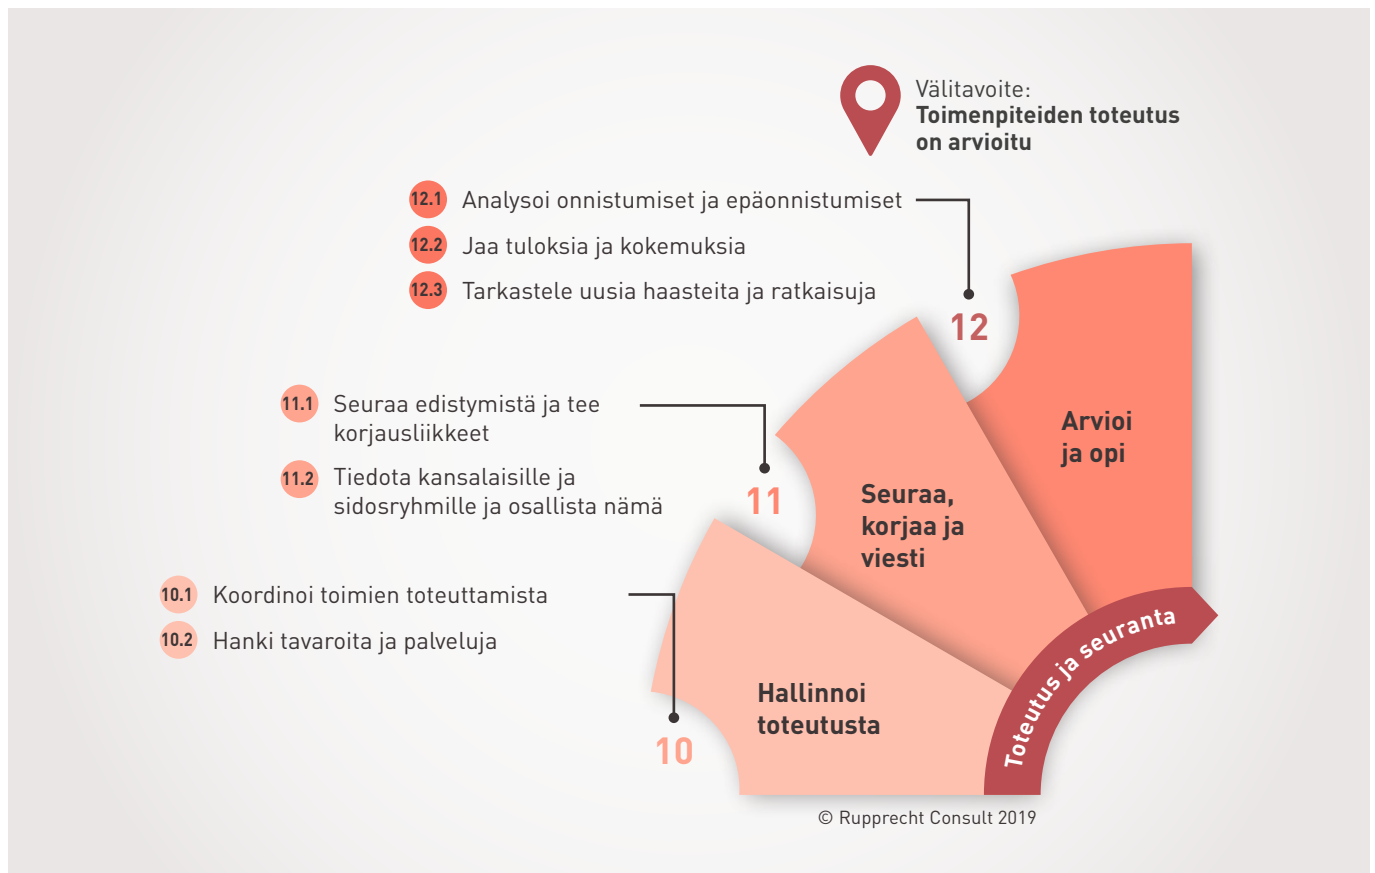 Välitavoite:
Toimenpiteiden toteutus
on arvioitu
12.1 Analysoi onnistumiset ja epäonnistumiset
12.2 Jaa tuloksia ja kokemuksia
12.3 Tarkastele uusia haasteita ja ratkaisuja
12
Arvioi
ja opi
11.1 Seuraa edistymistä ja tee
korjausliikkeet
11.2 Tiedota kansalaisille ja
sidosryhmille ja osallista nämä
11
Seuraa,
korjaa ja
viesti
10.1 Koordinoi toimien toteuttamista
10.2 Hanki tavaroita ja palveluja
10
Hallinnoi
toteutusta
Toteutus ja seuranta
© Rupprecht Consult 2019